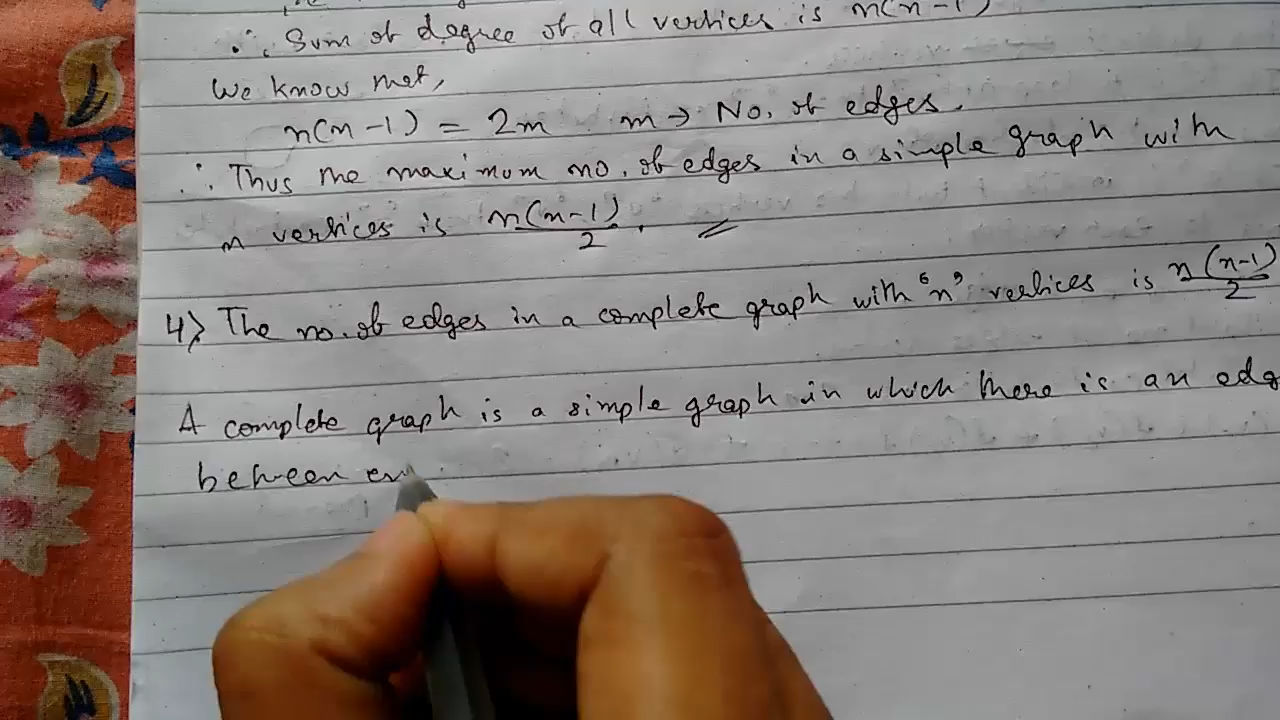 ∴ Sum of degree of all vertices is n(n-1)
We know that,
n(n-1) = 2m m → No. of edges.
∴ Thus the maximum no. of edges in a simple graph with
n vertices is n(n-1)/2.
4> The no. of edges in a complete graph with 'n' vertices is n(n-1)/2
A complete graph is a simple graph in which there is an edg
between ev